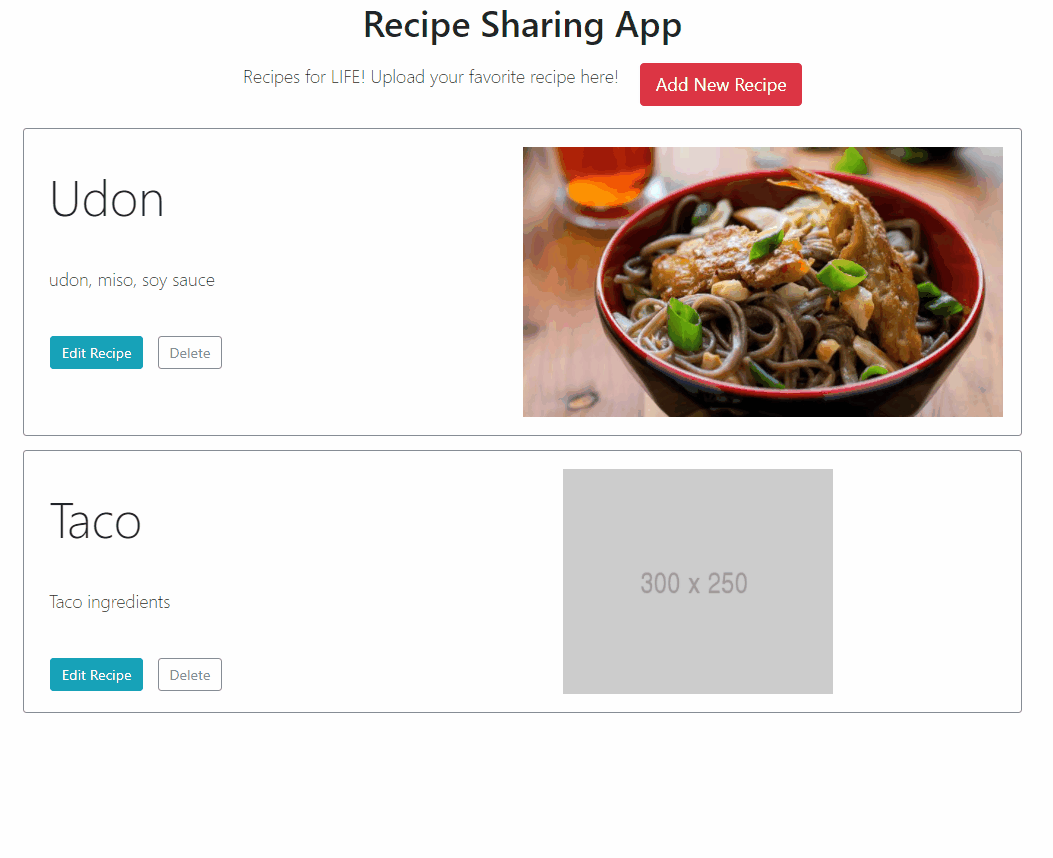 Recipe Sharing App
Recipes for LIFE! Upload your favorite recipe here! Add New Recipe
Udon
udon, miso, soy sauce
Edit Recipe Delete
Taco
300 x 250
Taco ingredients
Edit Recipe Delete